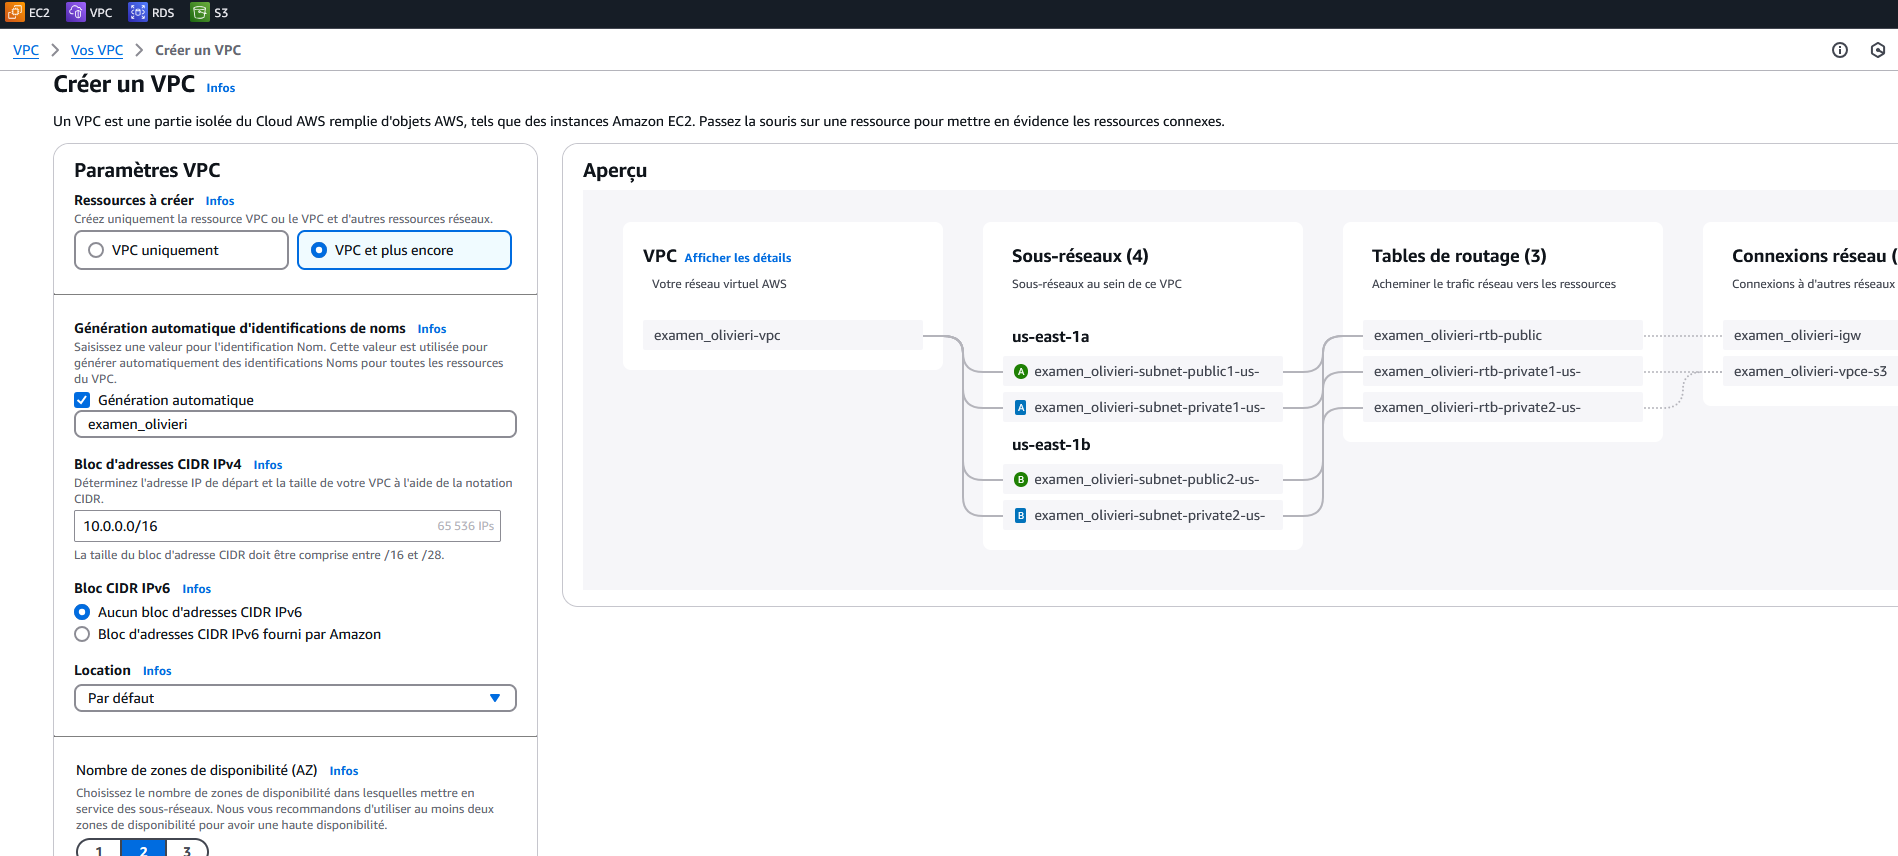 EC2 VPC RDS S3
VPC > Vos VPC > Créer un VPC
Créer un VPC Infos
Un VPC est une partie isolée du Cloud AWS remplie d'objets AWS, tels que des instances Amazon EC2. Passez la souris sur une ressource pour mettre en évidence les ressources connexes.
Paramètres VPC
Ressources à créer Infos
Créez uniquement la ressource VPC ou le VPC et d'autres ressources réseaux.
VPC uniquement
VPC et plus encore
Génération automatique d'identifications de noms Infos
Saisissez une valeur pour l'identification Nom. Cette valeur est utilisée pour
générer automatiquement des identifications Noms pour toutes les ressources
du VPC.
Génération automatique
examen_olivieri
Bloc d'adresses CIDR IPv4 Infos
Déterminez l'adresse IP de départ et la taille de votre VPC à l'aide de la notation
CIDR.
10.0.0.0/16 65 536 IPs
La taille du bloc d'adresse CIDR doit être comprise entre /16 et /28.
Bloc CIDR IPv6 Infos
Aucun bloc d'adresses CIDR IPv6
Bloc d'adresses CIDR IPv6 fourni par Amazon
Location Infos
Par défaut
Nombre de zones de disponibilité (AZ) Infos
Choisissez le nombre de zones de disponibilité dans lesquelles mettre en
service des sous-réseaux. Nous vous recommandons d'utiliser au moins deux
zones de disponibilité pour avoir une haute disponibilité.
1 2 3
Aperçu
VPC Afficher les détails
Votre réseau virtuel AWS
examen_olivieri-vpc
Sous-réseaux (4)
Sous-réseaux au sein de ce VPC
us-east-1a
A examen_olivieri-subnet-public1-us-
A examen_olivieri-subnet-private1-us-
us-east-1b
B examen_olivieri-subnet-public2-us-
B examen_olivieri-subnet-private2-us-
Tables de routage (3)
Acheminer le trafic réseau vers les ressources
examen_olivieri-rtb-public
examen_olivieri-rtb-private1-us-
examen_olivieri-rtb-private2-us-
Connexions réseau (
Connexions à d'autres réseaux
examen_olivieri-igw
examen_olivieri-vpce-s3